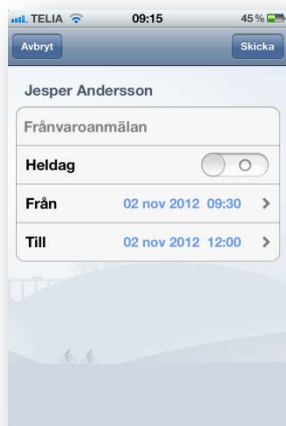 TELIA 09:15 45 %
Avbryt Skicka
Jesper Andersson
Frånvaroanmälan
Heldag
Från 02 nov 2012 09:30
Till 02 nov 2012 12:00